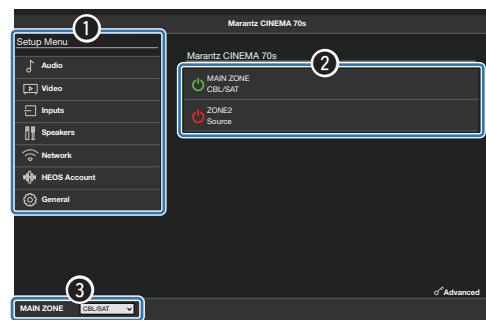 Marantz CINEMA 70s
1
Setup Menu
Audio
Video
Inputs
Speakers
Network
HEOS Account
General
Marantz CINEMA 70s
2
MAIN ZONE
CBL/SAT
ZONE2
Source
3
Advanced
MAIN ZONE CBL/SAT